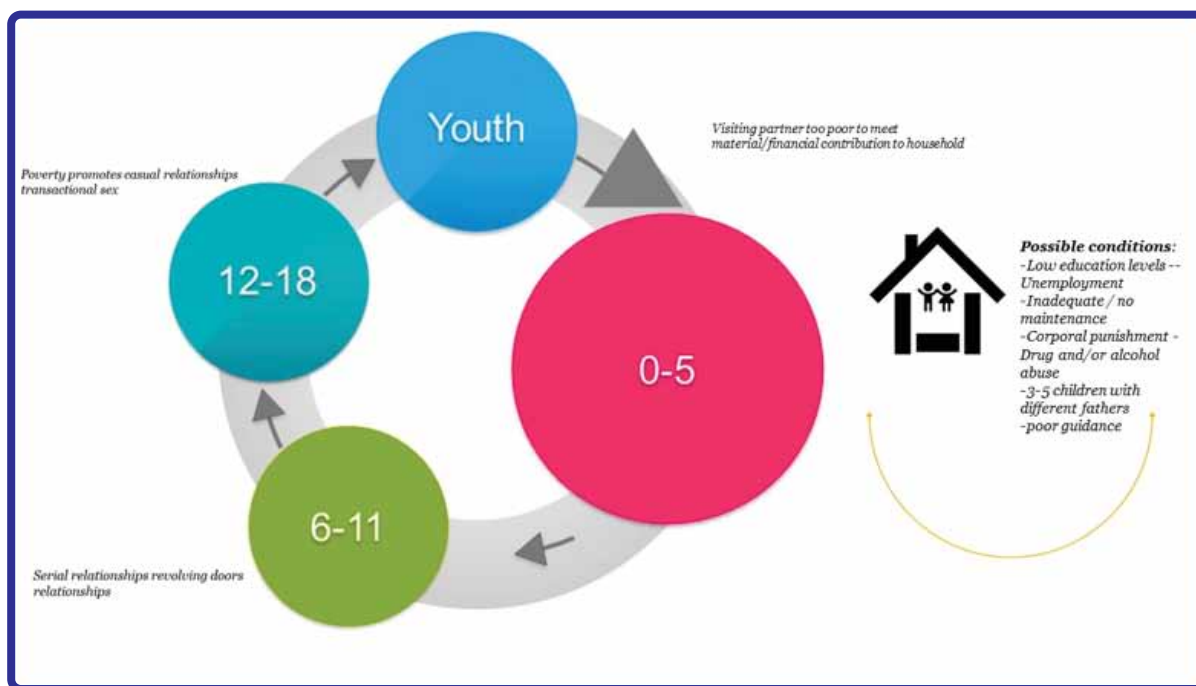 Youth
Visiting partner too poor to meet
material/financial contribution to household
Poverty promotes casual relationships
transactional sex
12-18
0-5
Possible conditions:
-Low education levels --
Unemployment
-Inadequate / no
maintenance
-Corporal punishment -
Drug and/or alcohol
abuse
-3-5 children with
different fathers
-poor guidance
6-11
Serial relationships revolving doors
relationships